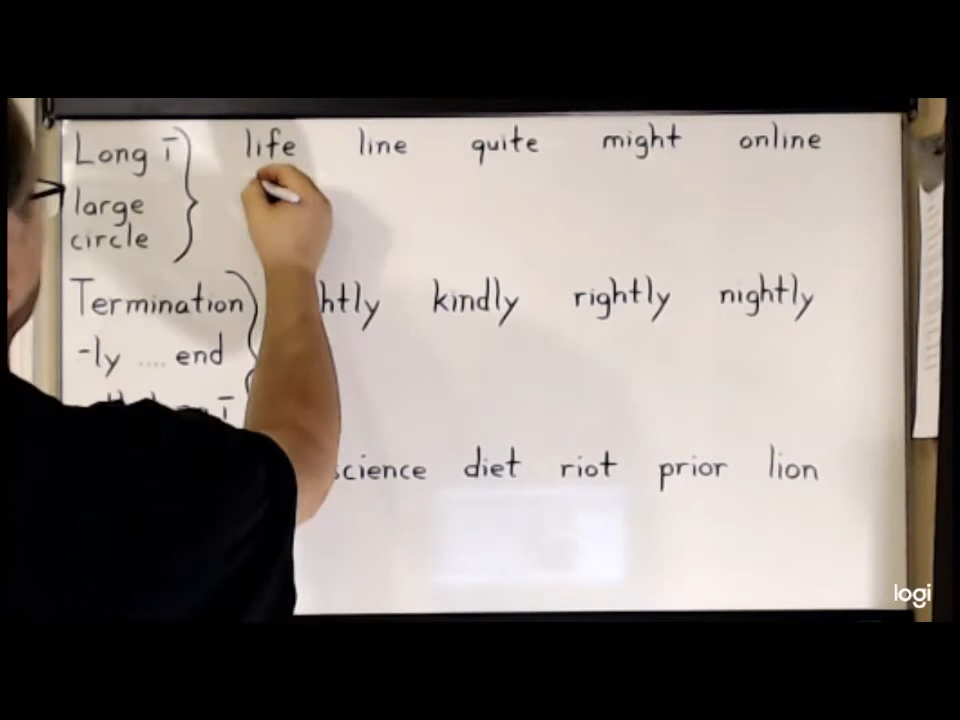 Long ī life line quite might online
large
circle
Termination kindly rightly nightly
-ly .... end
science diet riot prior lion
logi